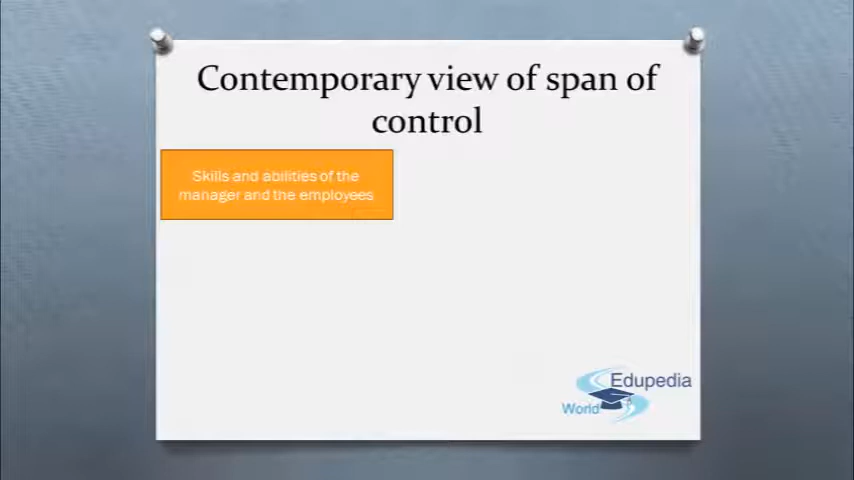 Contemporary view of span of
control
Skills and abilities of the
manager and the employees
Edupedia
World